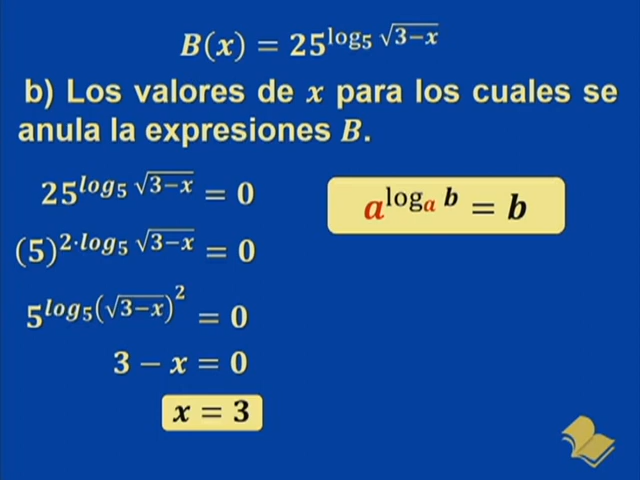 B(x) = 25^{log₅ √(3−x)}
b) Los valores de x para los cuales se
anula la expresiones B.
25^{log₅ √(3−x)} = 0
a^{logₐ b} = b
(5)^{2·log₅ √(3−x)} = 0
5^{log₅(√(3−x))²} = 0
3 − x = 0
x = 3